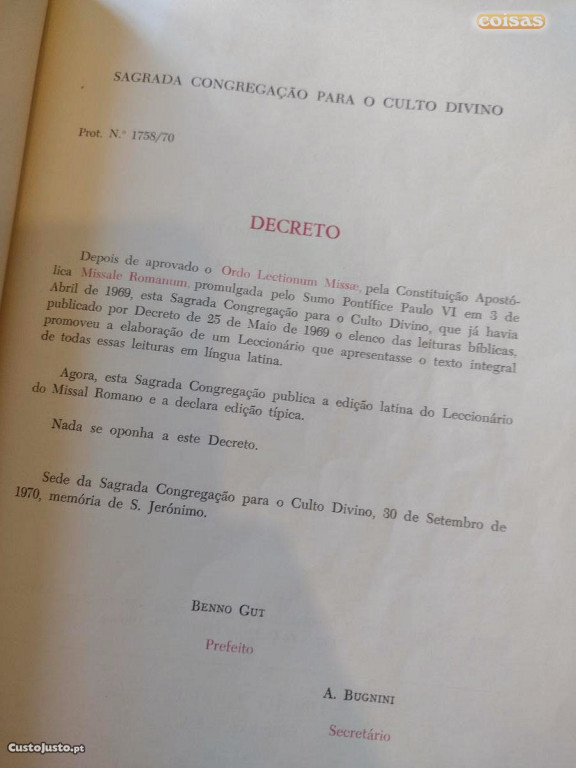 coisas
SAGRADA CONGREGAÇÃO PARA O CULTO DIVINO
Prot. N.º 1758/70
DECRETO
Depois de aprovado o Ordo Lectionum Missæ, pela Constituição Apostó-
lica Missale Romanum, promulgada pelo Sumo Pontífice Paulo VI em 3 de
Abril de 1969, esta Sagrada Congregação para o Culto Divino, que já havia
publicado por Decreto de 25 de Maio de 1969 o elenco das leituras bíblicas,
promoveu a elaboração de um Leccionário que apresentasse o texto integral
de todas essas leituras em língua latina.
Agora, esta Sagrada Congregação publica a edição latina do Leccionário
do Missal Romano e a declara edição típica.
Nada se oponha a este Decreto.
Sede da Sagrada Congregação para o Culto Divino, 30 de Setembro de
1970, memória de S. Jerónimo.
BENNO GUT
Prefeito
A. BUGNINI
Secretário
CustoJusto.pt